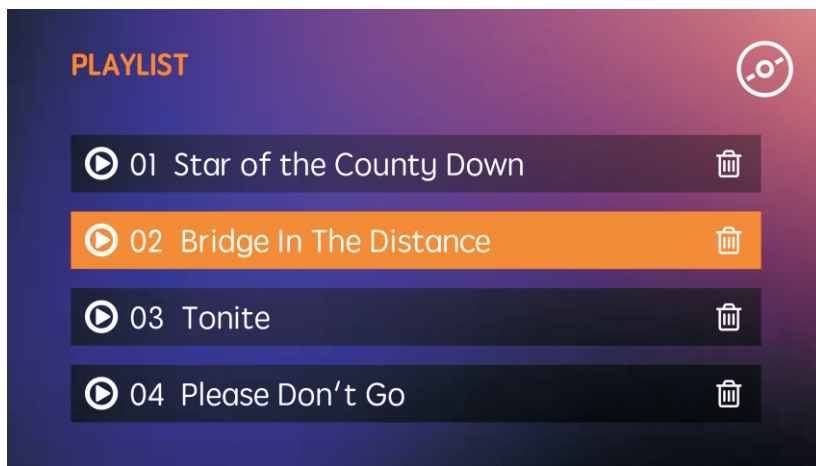 PLAYLIST
01 Star of the County Down
02 Bridge In The Distance
03 Tonite
04 Please Don't Go